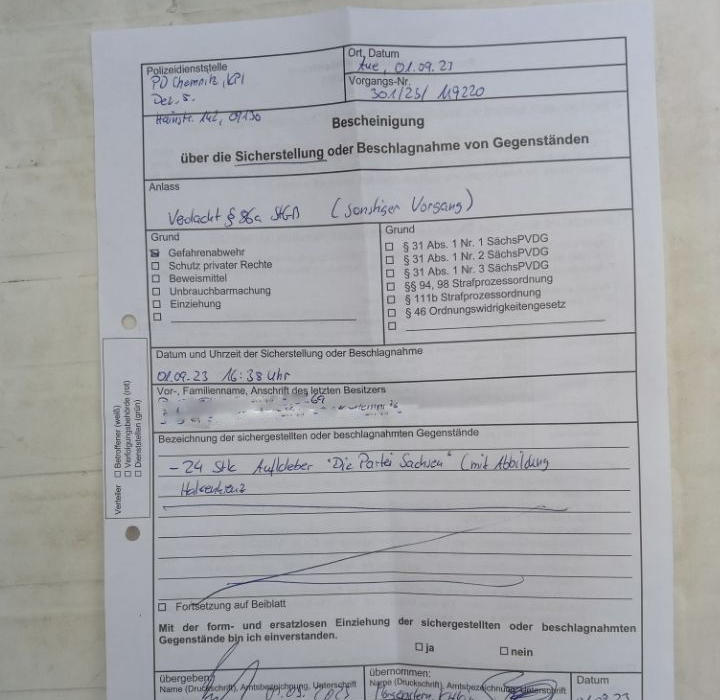 Polizeidienststelle
PD Chemnitz, KPI
Dez. 5.
Hainstr. 142, 09130
Ort, Datum
Aue, 01.09.23
Vorgangs-Nr.
301/23/ 119220
Bescheinigung
über die Sicherstellung oder Beschlagnahme von Gegenständen
Anlass
Verdacht § 86a StGB (sonstiger Vorgang)
Grund
Gefahrenabwehr
Schutz privater Rechte
Beweismittel
Unbrauchbarmachung
Einziehung
Grund
§ 31 Abs. 1 Nr. 1 SächsPVDG
§ 31 Abs. 1 Nr. 2 SächsPVDG
§ 31 Abs. 1 Nr. 3 SächsPVDG
§§ 94, 98 Strafprozessordnung
§ 111b Strafprozessordnung
§ 46 Ordnungswidrigkeitengesetz
Datum und Uhrzeit der Sicherstellung oder Beschlagnahme
01.09.23 16:38 Uhr
Vor-, Familienname, Anschrift des letzten Besitzers
Bezeichnung der sichergestellten oder beschlagnahmten Gegenstände
- 24 Stk Aufkleber "Die Partei Sachsen" (mit Abbildung
Hakenkreuz
Verteiler
Betroffener (weiß)
Verfolgungsbehörde (rot)
Dienststellen (grün)
Fortsetzung auf Beiblatt
Mit der form- und ersatzlosen Einziehung der sichergestellten oder beschlagnahmten
Gegenstände bin ich einverstanden.
ja
nein
übergeben:
Name (Druckschrift), Amtsbezeichnung, Unterschrift
übernommen:
Name (Druckschrift), Amtsbezeichnung, Unterschrift
Datum